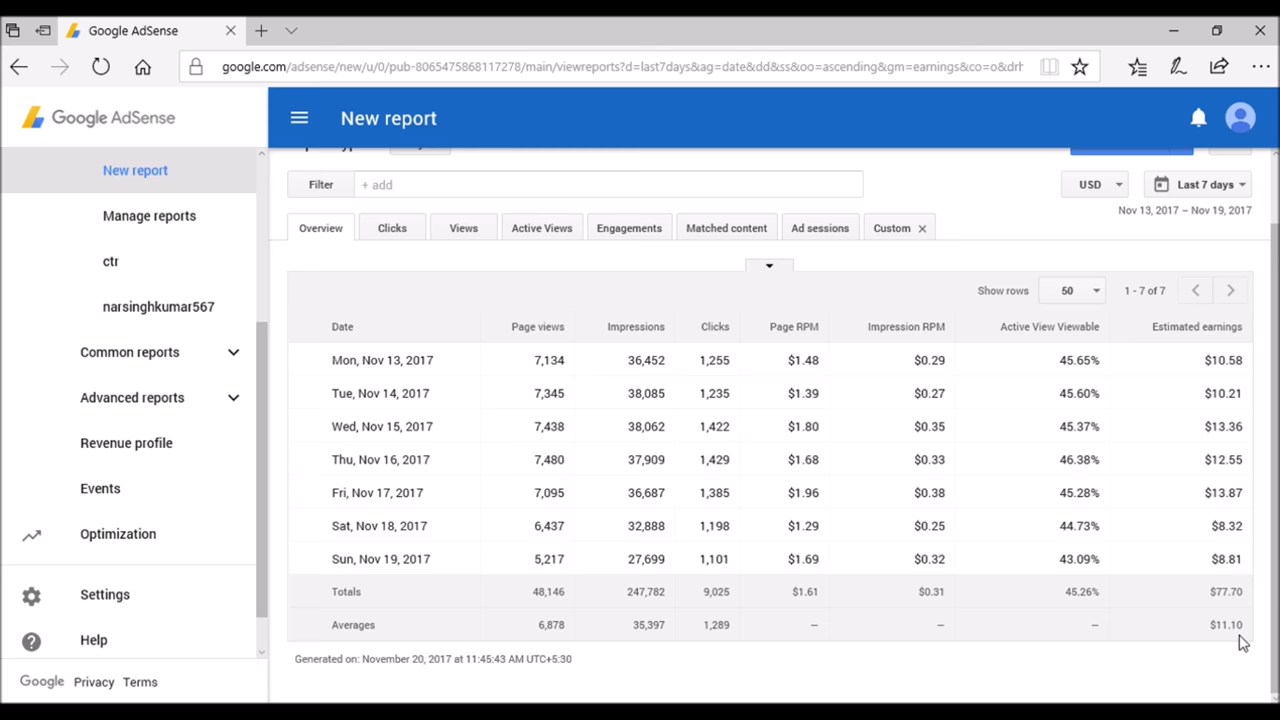 Google AdSense
google.com/adsense/new/u/0/pub-8065475868117278/main/viewreports?d=last7days&ag=date&dd&ss&oo=ascending&gm=earnings&co=o&drh
Google AdSense
New report
New report
Manage reports
ctr
narsinghkumar567
Common reports
Advanced reports
Revenue profile
Events
Optimization
Settings
Help
Google Privacy Terms
Filter + add USD Last 7 days
Nov 13, 2017 – Nov 19, 2017
Overview Clicks Views Active Views Engagements Matched content Ad sessions Custom
Show rows 50 1 - 7 of 7
Date Page views Impressions Clicks Page RPM Impression RPM Active View Viewable Estimated earnings
Mon, Nov 13, 2017 7,134 36,452 1,255 $1.48 $0.29 45.65% $10.58
Tue, Nov 14, 2017 7,345 38,085 1,235 $1.39 $0.27 45.60% $10.21
Wed, Nov 15, 2017 7,438 38,062 1,422 $1.80 $0.35 45.37% $13.36
Thu, Nov 16, 2017 7,480 37,909 1,429 $1.68 $0.33 46.38% $12.55
Fri, Nov 17, 2017 7,095 36,687 1,385 $1.96 $0.38 45.28% $13.87
Sat, Nov 18, 2017 6,437 32,888 1,198 $1.29 $0.25 44.73% $8.32
Sun, Nov 19, 2017 5,217 27,699 1,101 $1.69 $0.32 43.09% $8.81
Totals 48,146 247,782 9,025 $1.61 $0.31 45.26% $77.70
Averages 6,878 35,397 1,289 – – – $11.10
Generated on: November 20, 2017 at 11:45:43 AM UTC+5:30